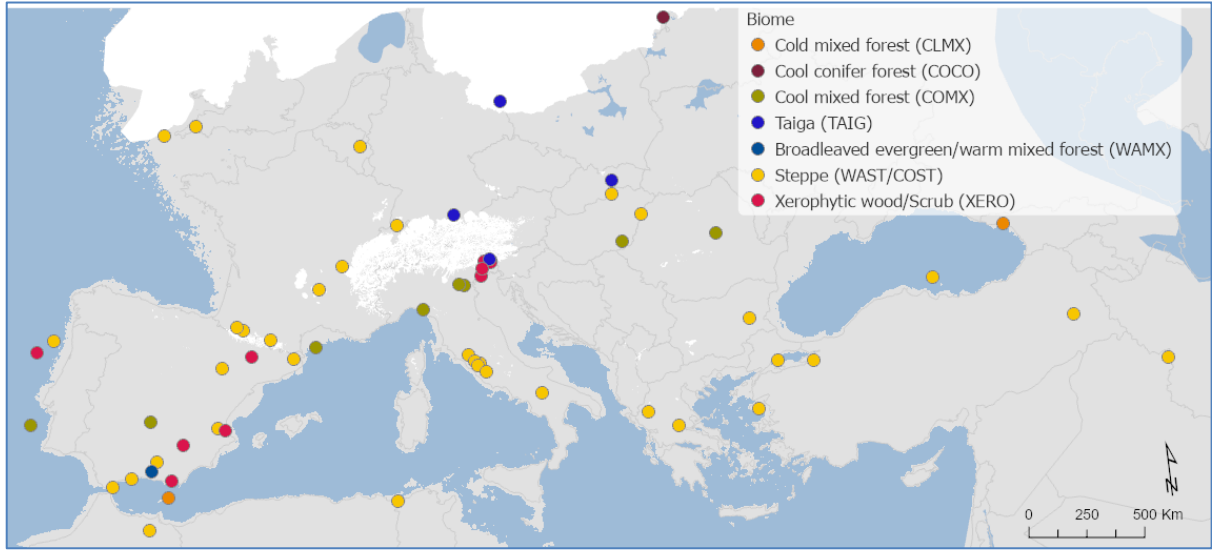 Biome
Cold mixed forest (CLMX)
Cool conifer forest (COCO)
Cool mixed forest (COMX)
Taiga (TAIG)
Broadleaved evergreen/warm mixed forest (WAMX)
Steppe (WAST/COST)
Xerophytic wood/Scrub (XERO)
N
0 250 500 Km